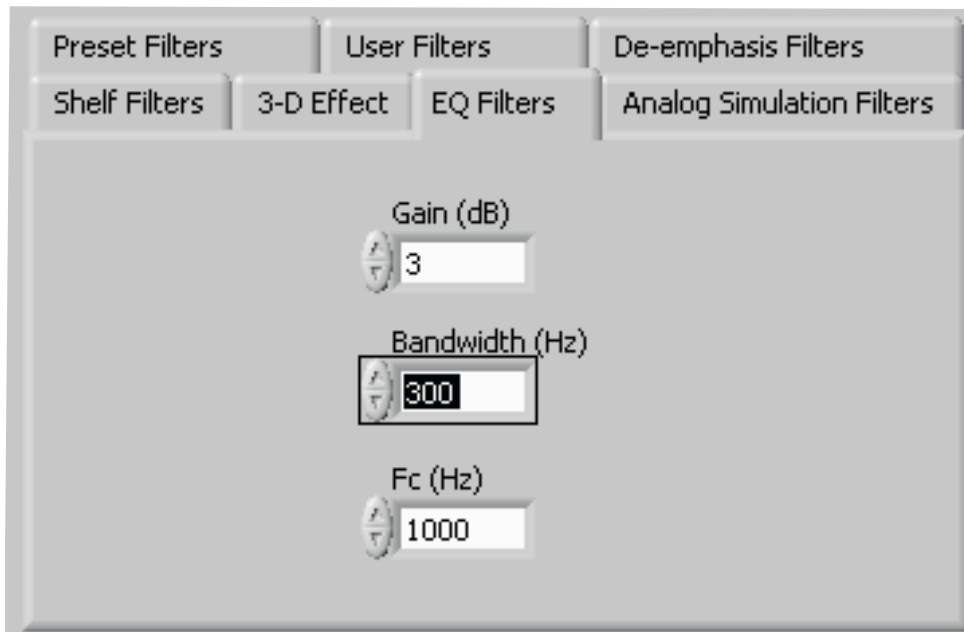 Preset Filters User Filters De-emphasis Filters
Shelf Filters 3-D Effect EQ Filters Analog Simulation Filters
Gain (dB)
3
Bandwidth (Hz)
300
Fc (Hz)
1000